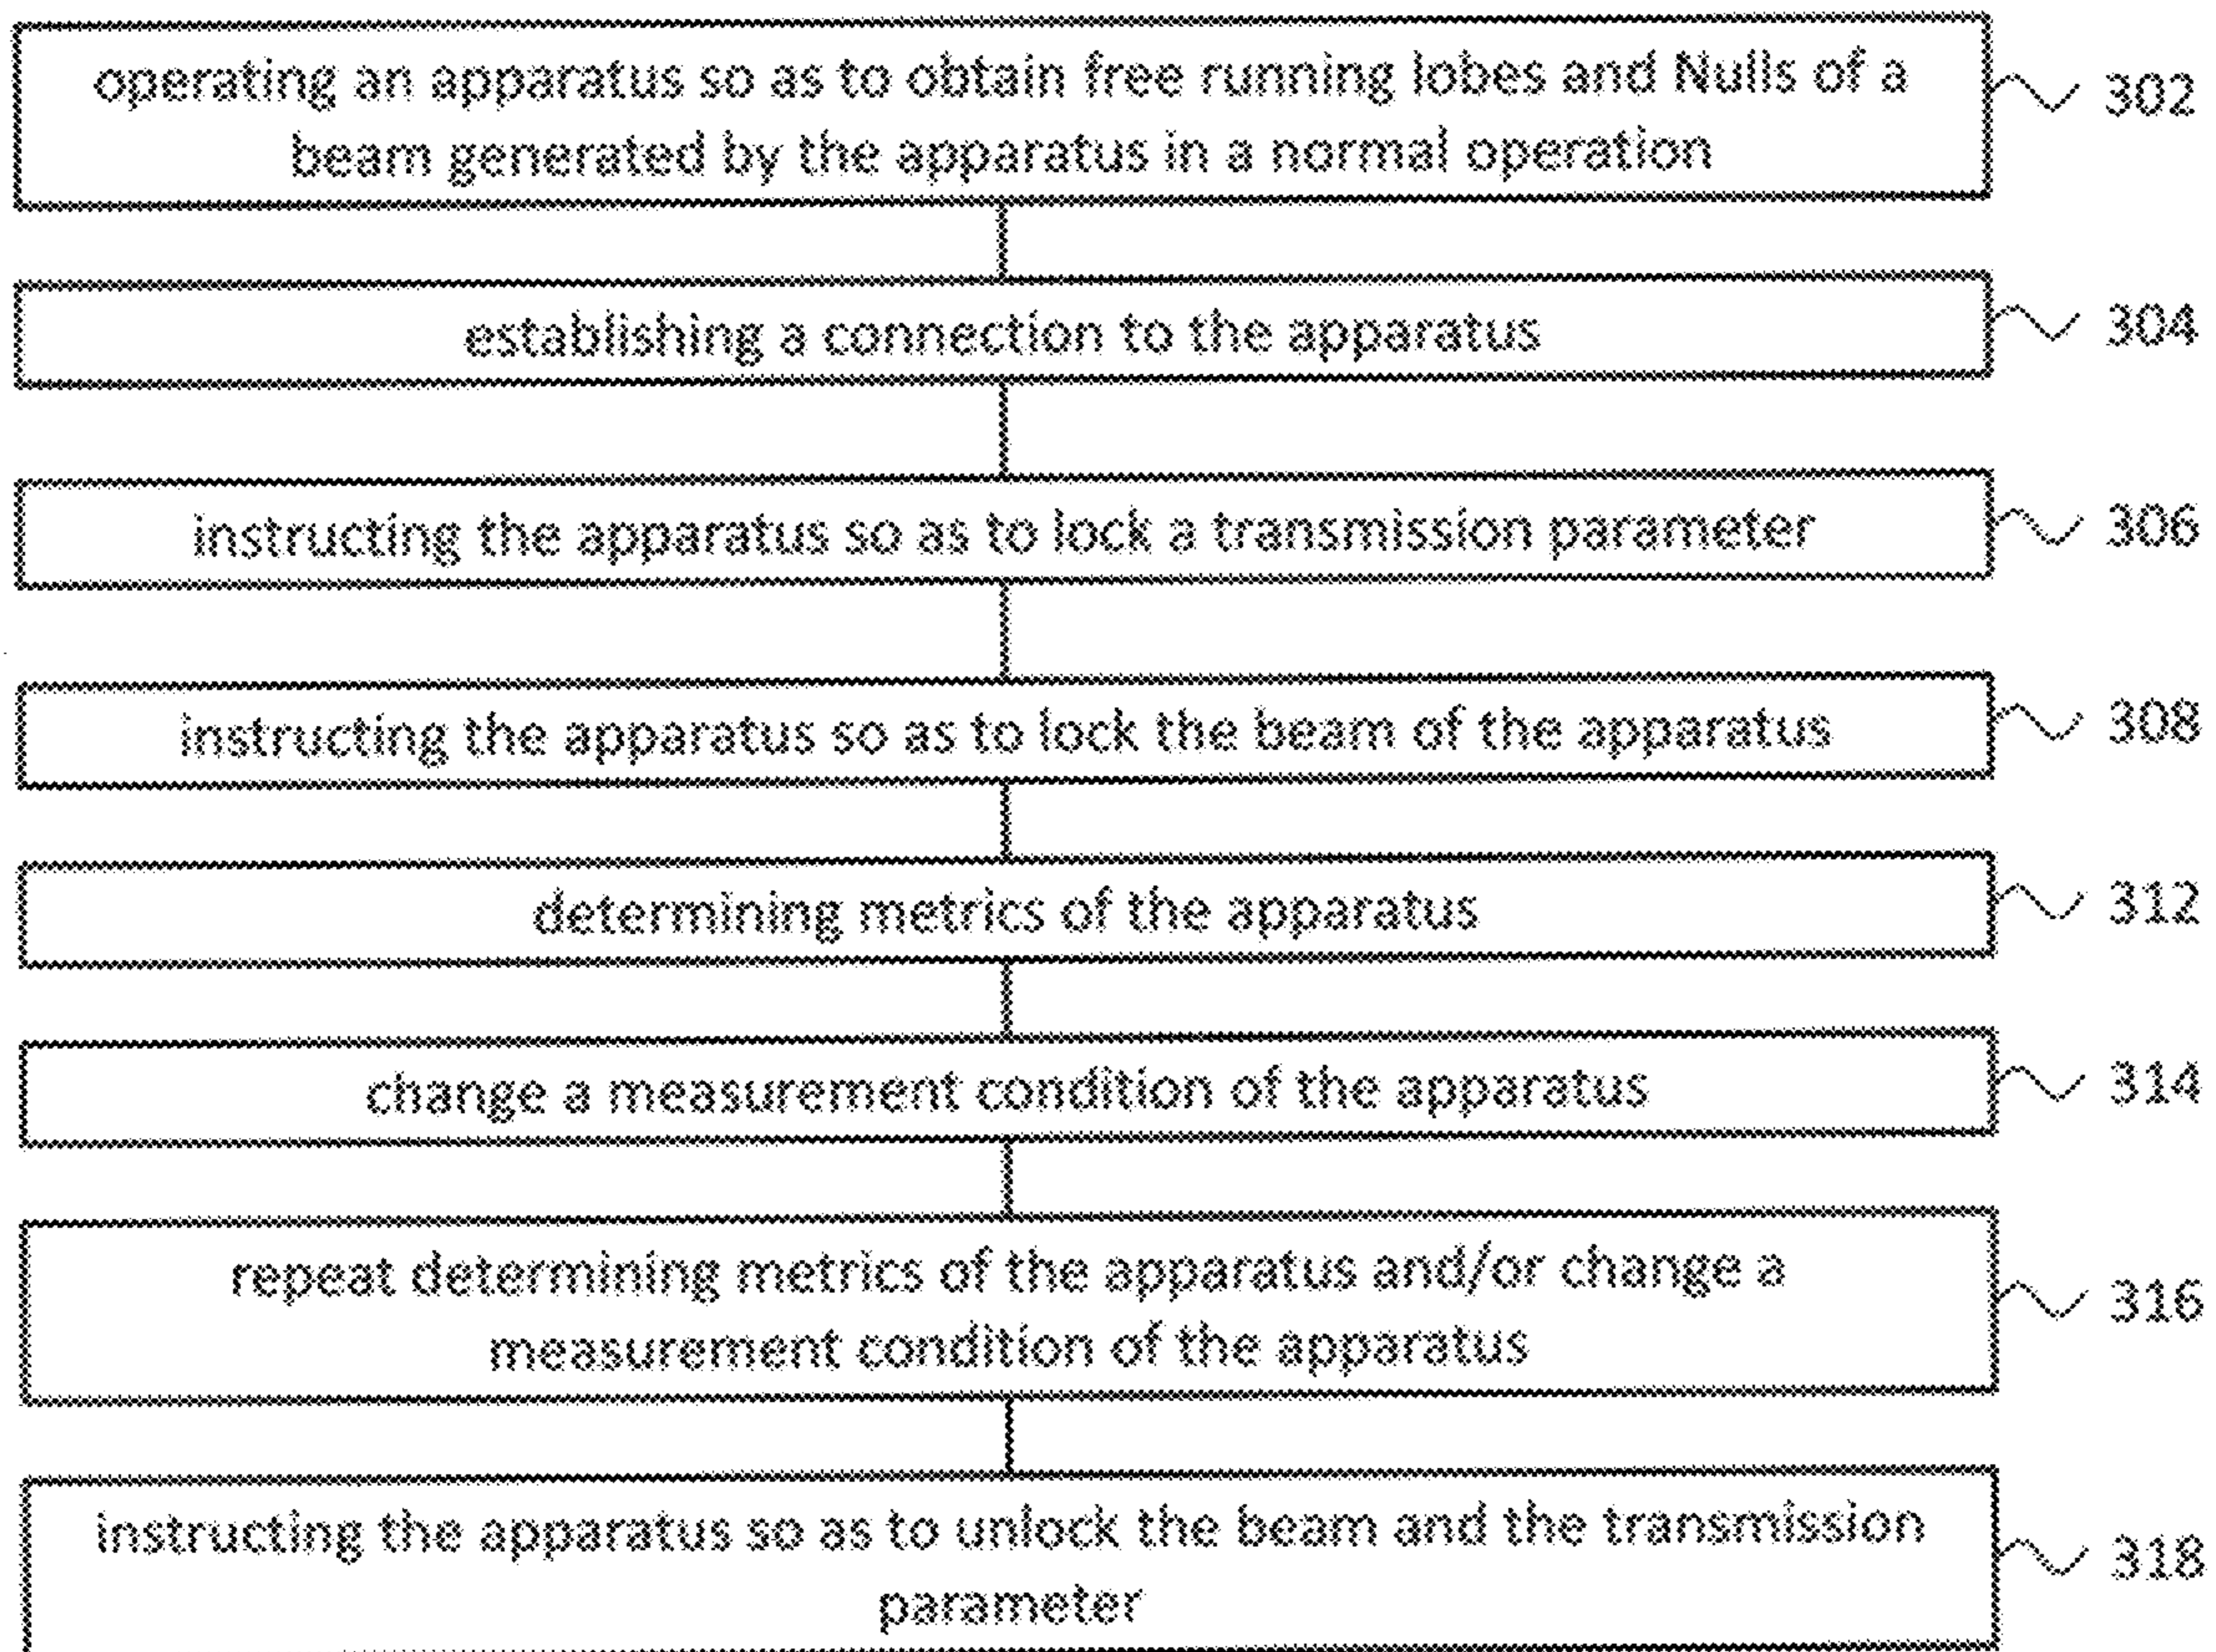 operating an apparatus so as to obtain free running lobes and Nulls of a
beam generated by the apparatus in a normal operation
302
establishing a connection to the apparatus
304
instructing the apparatus so as to lock a transmission parameter
306
instructing the apparatus so as to lock the beam of the apparatus
308
determining metrics of the apparatus
312
change a measurement condition of the apparatus
314
repeat determining metrics of the apparatus and/or change a
measurement condition of the apparatus
316
instructing the apparatus so as to unlock the beam and the transmission
parameter
318